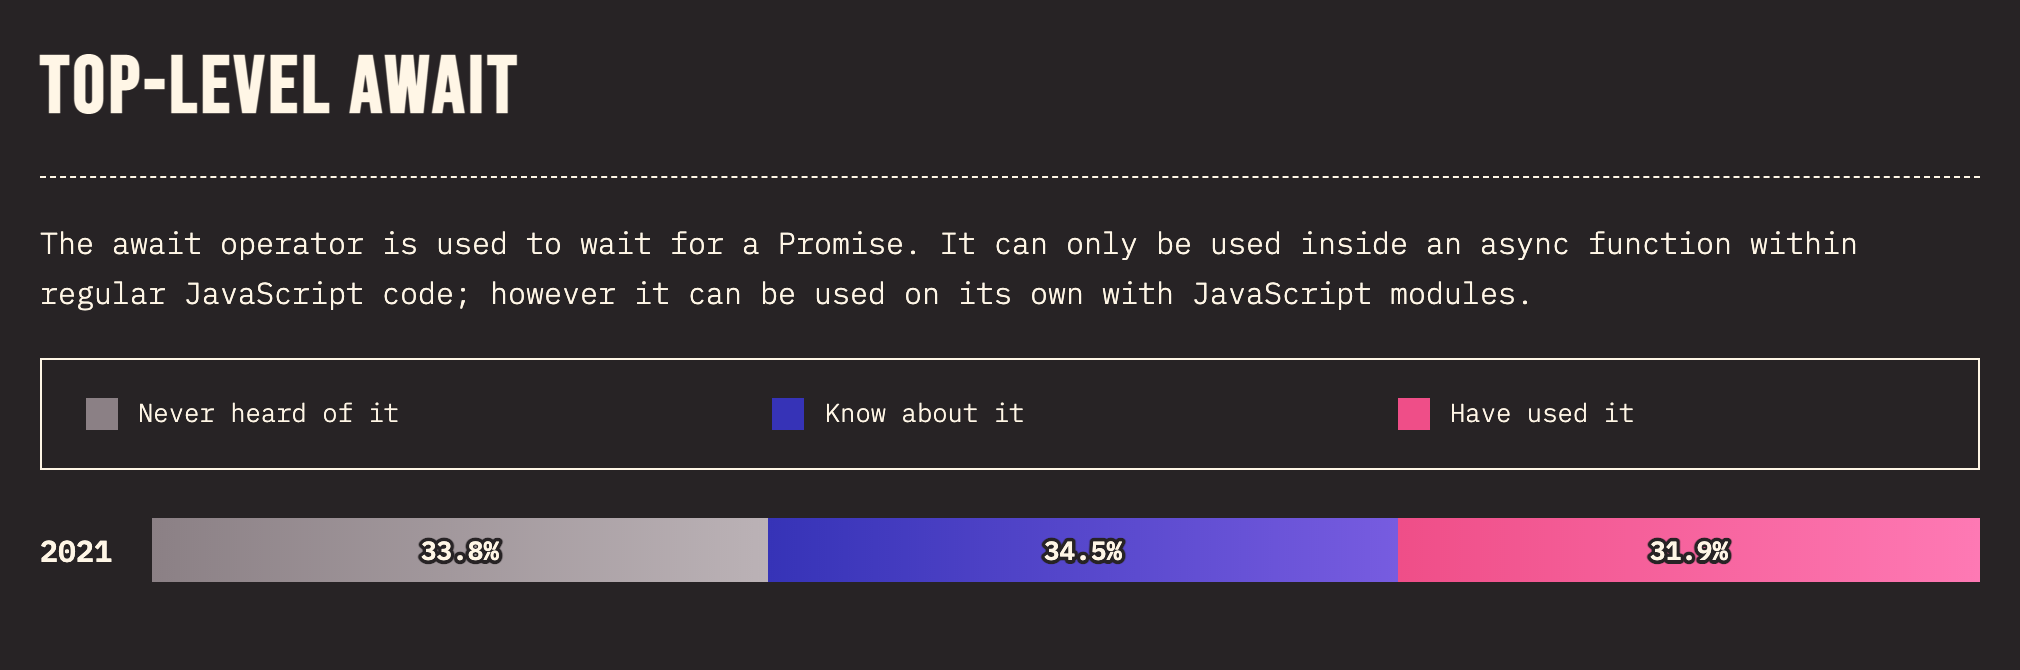 TOP-LEVEL AWAIT
The await operator is used to wait for a Promise. It can only be used inside an async function within
regular JavaScript code; however it can be used on its own with JavaScript modules.
Never heard of it Know about it Have used it
2021 33.8% 34.5% 31.9%